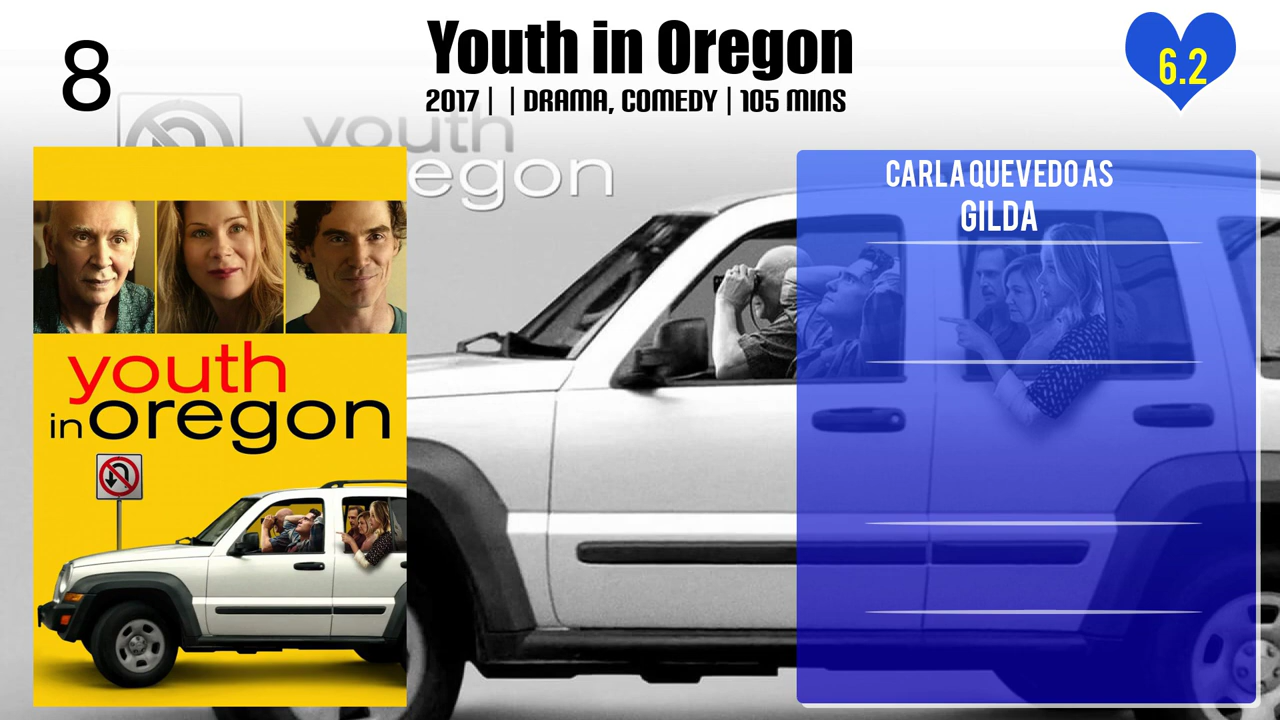 8
Youth in Oregon
2017 | | DRAMA, COMEDY | 105 MINS
6.2
youth
egon
youth
in oregon
CARLA QUEVEDO AS
GILDA